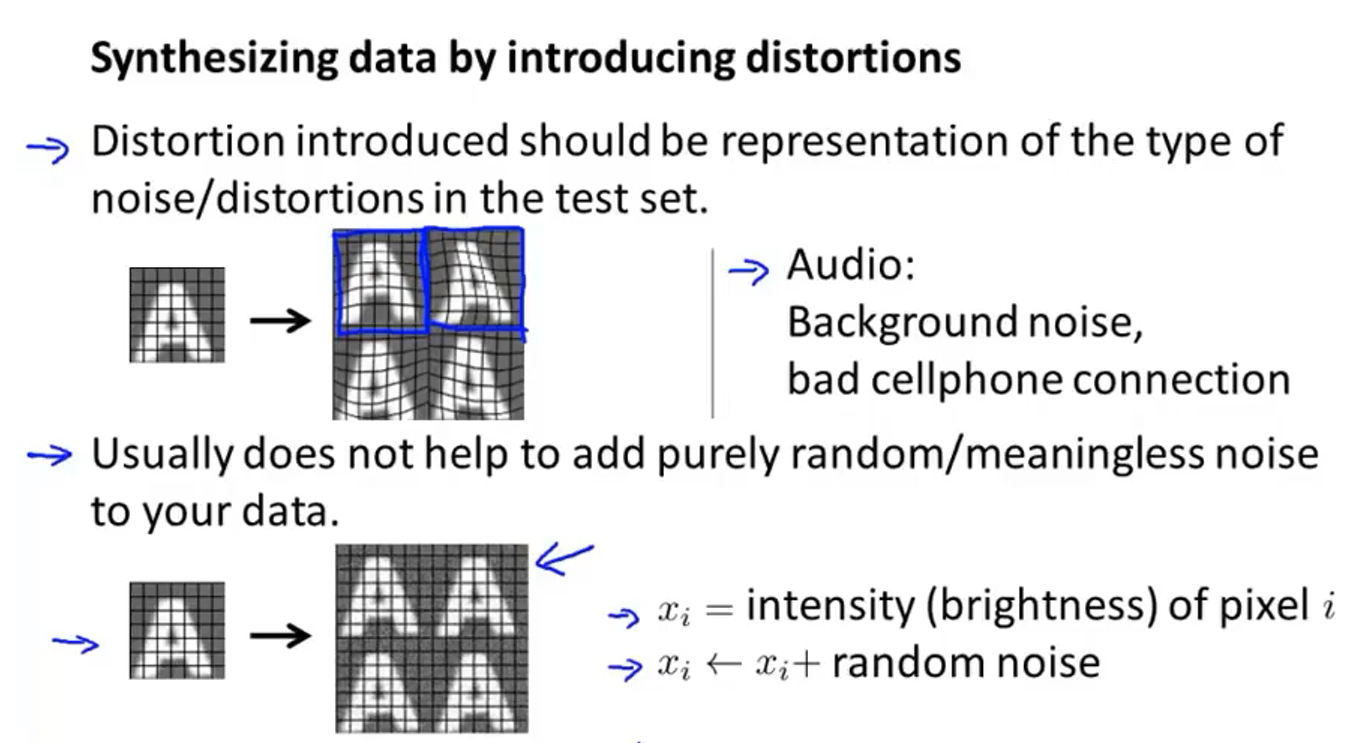 Synthesizing data by introducing distortions
Distortion introduced should be representation of the type of
noise/distortions in the test set.
Audio:
Background noise,
bad cellphone connection
Usually does not help to add purely random/meaningless noise
to your data.
x_i = intensity (brightness) of pixel i
x_i ← x_i + random noise